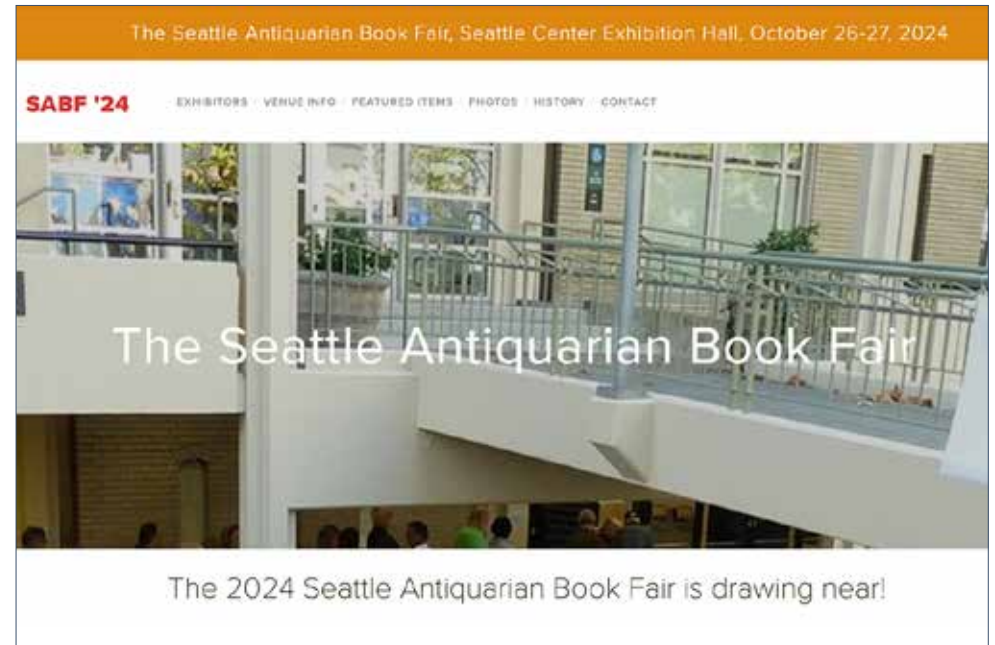 The Seattle Antiquarian Book Fair, Seattle Center Exhibition Hall, October 26-27, 2024
SABF '24
EXHIBITORS / VENUE INFO / FEATURED ITEMS / PHOTOS / HISTORY / CONTACT
The Seattle Antiquarian Book Fair
The 2024 Seattle Antiquarian Book Fair is drawing near!